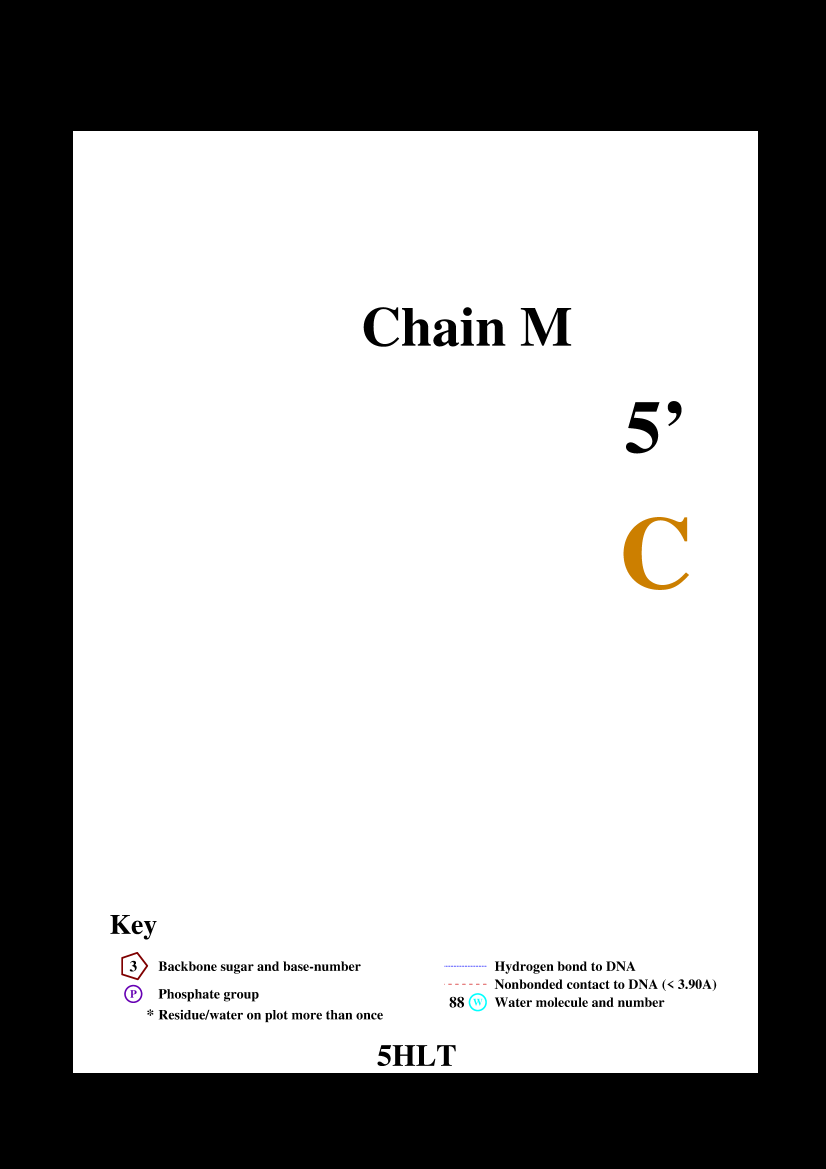 Chain M
5’
C
Key
3 Backbone sugar and base-number
P Phosphate group
* Residue/water on plot more than once
Hydrogen bond to DNA
Nonbonded contact to DNA (< 3.90A)
88 W Water molecule and number
5HLT